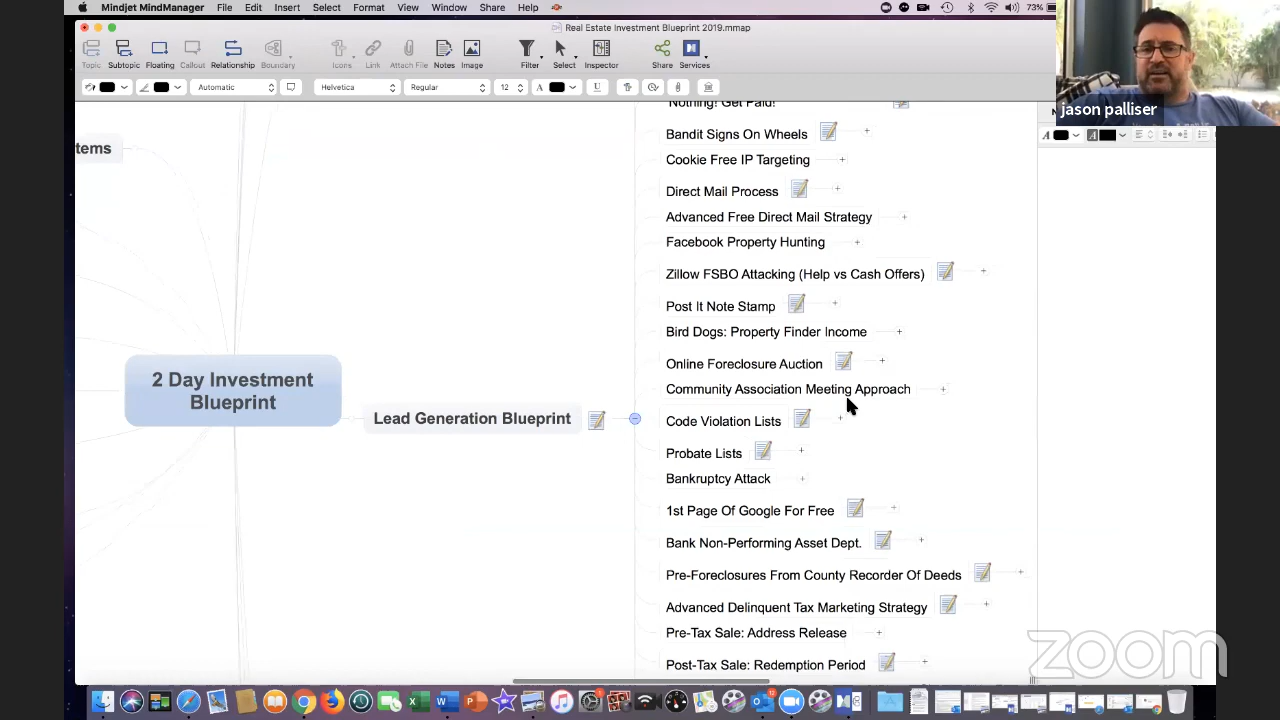 Mindjet MindManager File Edit Insert Select Format View Window Share Help 73%
Real Estate Investment Blueprint 2019.mmap
Topic Subtopic Floating Callout Relationship Boundary Icons Link Attach File Notes Image Filter Select Inspector Share Services
Automatic Helvetica Regular 12 A U
jason palliser
A A
Nothing! Get Paid!
Bandit Signs On Wheels
tems
Cookie Free IP Targeting
Direct Mail Process
Advanced Free Direct Mail Strategy
Facebook Property Hunting
Zillow FSBO Attacking (Help vs Cash Offers)
Post It Note Stamp
Bird Dogs: Property Finder Income
Online Foreclosure Auction
2 Day Investment
Blueprint
Community Association Meeting Approach
Lead Generation Blueprint
Code Violation Lists
Probate Lists
Bankruptcy Attack
1st Page Of Google For Free
Bank Non-Performing Asset Dept.
Pre-Foreclosures From County Recorder Of Deeds
Advanced Delinquent Tax Marketing Strategy
Pre-Tax Sale: Address Release
Post-Tax Sale: Redemption Period
zoom